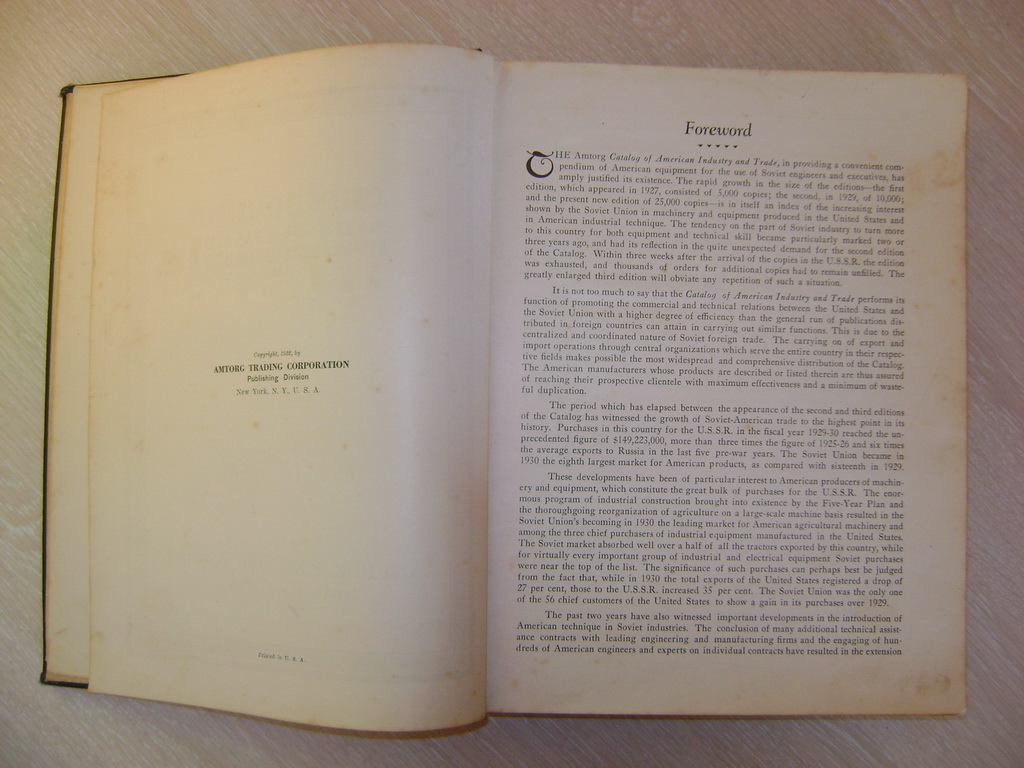 Copyright, 1930, by
AMTORG TRADING CORPORATION
Publishing Division
New York, N. Y., U. S. A.
Printed in U. S. A.
Foreword
THE Amtorg Catalog of American Industry and Trade, in providing a convenient com-
pendium of American equipment for the use of Soviet engineers and executives, has
amply justified its existence. The rapid growth in the size of the editions—the first
edition, which appeared in 1927, consisted of 5,000 copies; the second, in 1929, of 10,000;
and the present new edition of 25,000 copies—is in itself an index of the increasing interest
shown by the Soviet Union in machinery and equipment produced in the United States and
in American industrial technique. The tendency on the part of Soviet industry to turn more
to this country for both equipment and technical skill became particularly marked two or
three years ago, and had its reflection in the quite unexpected demand for the second edition
of the Catalog. Within three weeks after the arrival of the copies in the U.S.S.R. the edition
was exhausted, and thousands of orders for additional copies had to remain unfilled. The
greatly enlarged third edition will obviate any repetition of such a situation.
It is not too much to say that the Catalog of American Industry and Trade performs its
function of promoting the commercial and technical relations between the United States and
the Soviet Union with a higher degree of efficiency than the general run of publications dis-
tributed in foreign countries can attain in carrying out similar functions. This is due to the
centralized and coordinated nature of Soviet foreign trade. The carrying on of export and
import operations through central organizations which serve the entire country in their respec-
tive fields makes possible the most widespread and comprehensive distribution of the Catalog.
The American manufacturers whose products are described or listed therein are thus assured
of reaching their prospective clientele with maximum effectiveness and a minimum of waste-
ful duplication.
The period which has elapsed between the appearance of the second and third editions
of the Catalog has witnessed the growth of Soviet-American trade to the highest point in its
history. Purchases in this country for the U.S.S.R. in the fiscal year 1929-30 reached the un-
precedented figure of $149,223,000, more than three times the figure of 1925-26 and six times
the average exports to Russia in the last five pre-war years. The Soviet Union became in
1930 the eighth largest market for American products, as compared with sixteenth in 1929.
These developments have been of particular interest to American producers of machin-
ery and equipment, which constitute the great bulk of purchases for the U.S.S.R. The enor-
mous program of industrial construction brought into existence by the Five-Year Plan and
the thoroughgoing reorganization of agriculture on a large-scale machine basis resulted in the
Soviet Union's becoming in 1930 the leading market for American agricultural machinery and
among the three chief purchasers of industrial equipment manufactured in the United States.
The Soviet market absorbed well over a half of all the tractors exported by this country, while
for virtually every important group of industrial and electrical equipment Soviet purchases
were near the top of the list. The significance of such purchases can perhaps best be judged
from the fact that, while in 1930 the total exports of the United States registered a drop of
27 per cent, those to the U.S.S.R. increased 35 per cent. The Soviet Union was the only one
of the 56 chief customers of the United States to show a gain in its purchases over 1929.
The past two years have also witnessed important developments in the introduction of
American technique in Soviet industries. The conclusion of many additional technical assist-
ance contracts with leading engineering and manufacturing firms and the engaging of hun-
dreds of American engineers and experts on individual contracts have resulted in the extension